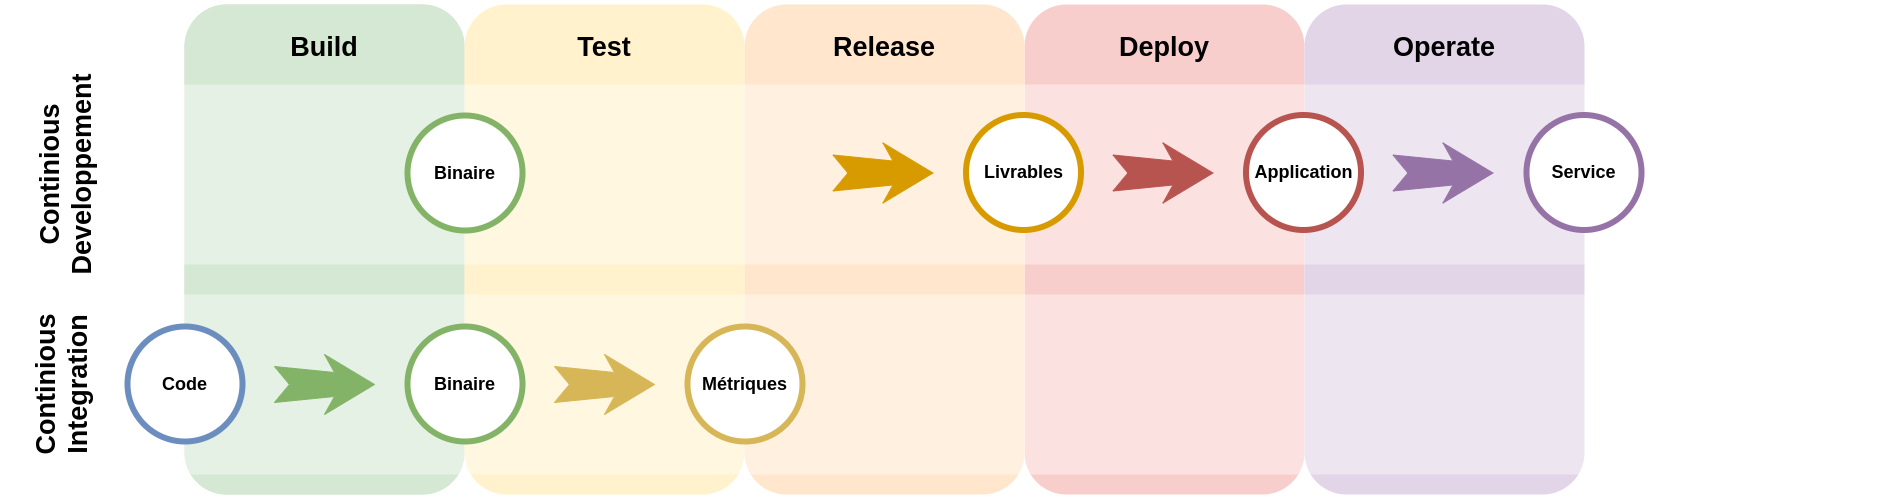 Build
Test
Release
Deploy
Operate
Continious
Developpement
Binaire
Livrables
Application
Service
Continious
Integration
Code
Binaire
Métriques